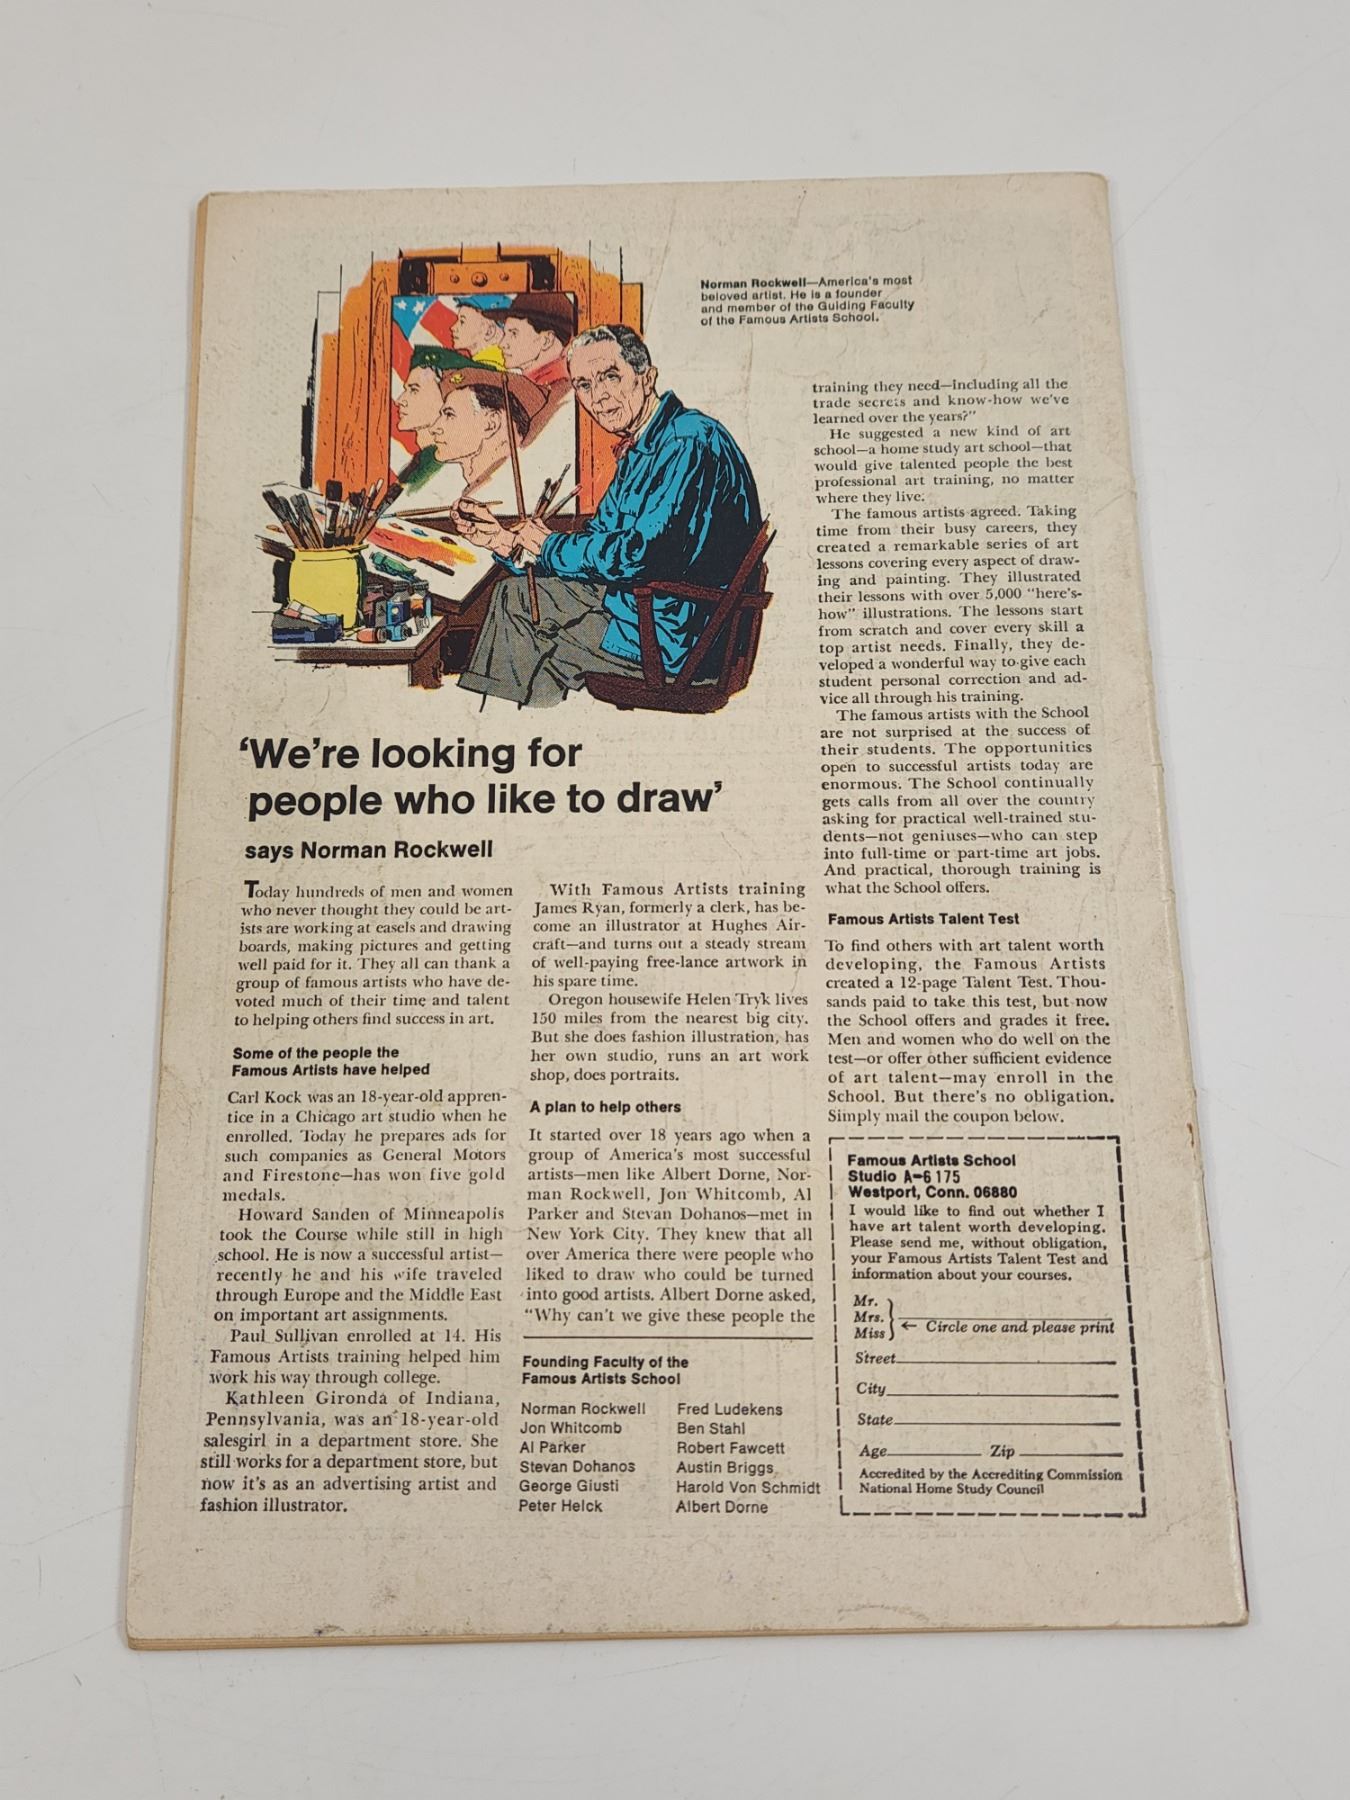 Norman Rockwell—America's most
beloved artist. He is a founder
and member of the Guiding Faculty
of the Famous Artists School.
'We're looking for
people who like to draw'
says Norman Rockwell
Today hundreds of men and women
who never thought they could be art-
ists are working at easels and drawing
boards, making pictures and getting
well paid for it. They all can thank a
group of famous artists who have de-
voted much of their time and talent
to helping others find success in art.
Some of the people the
Famous Artists have helped
Carl Kock was an 18-year-old appren-
tice in a Chicago art studio when he
enrolled. Today he prepares ads for
such companies as General Motors
and Firestone—has won five gold
medals.
Howard Sanden of Minneapolis
took the Course while still in high
school. He is now a successful artist—
recently he and his wife traveled
through Europe and the Middle East
on important art assignments.
Paul Sullivan enrolled at 14. His
Famous Artists training helped him
work his way through college.
Kathleen Gironda of Indiana,
Pennsylvania, was an 18-year-old
salesgirl in a department store. She
still works for a department store, but
now it's as an advertising artist and
fashion illustrator.
With Famous Artists training
James Ryan, formerly a clerk, has be-
come an illustrator at Hughes Air-
craft—and turns out a steady stream
of well-paying free-lance artwork in
his spare time.
Oregon housewife Helen Tryk lives
150 miles from the nearest big city.
But she does fashion illustration, has
her own studio, runs an art work
shop, does portraits.
A plan to help others
It started over 18 years ago when a
group of America's most successful
artists—men like Albert Dorne, Nor-
man Rockwell, Jon Whitcomb, Al
Parker and Stevan Dohanos—met in
New York City. They knew that all
over America there were people who
liked to draw who could be turned
into good artists. Albert Dorne asked,
"Why can't we give these people the
training they need—including all the
trade secrets and know-how we've
learned over the years?"
He suggested a new kind of art
school—a home study art school—that
would give talented people the best
professional art training, no matter
where they live.
The famous artists agreed. Taking
time from their busy careers, they
created a remarkable series of art
lessons covering every aspect of draw-
ing and painting. They illustrated
their lessons with over 5,000 "here's-
how" illustrations. The lessons start
from scratch and cover every skill a
top artist needs. Finally, they de-
veloped a wonderful way to give each
student personal correction and ad-
vice all through his training.
The famous artists with the School
are not surprised at the success of
their students. The opportunities
open to successful artists today are
enormous. The School continually
gets calls from all over the country
asking for practical well-trained stu-
dents—not geniuses—who can step
into full-time or part-time art jobs.
And practical, thorough training is
what the School offers.
Famous Artists Talent Test
To find others with art talent worth
developing, the Famous Artists
created a 12-page Talent Test. Thou-
sands paid to take this test, but now
the School offers and grades it free.
Men and women who do well on the
test—or offer other sufficient evidence
of art talent—may enroll in the
School. But there's no obligation.
Simply mail the coupon below.
Founding Faculty of the
Famous Artists School
Norman Rockwell
Jon Whitcomb
Al Parker
Stevan Dohanos
George Giusti
Peter Helck
Fred Ludekens
Ben Stahl
Robert Fawcett
Austin Briggs
Harold Von Schmidt
Albert Dorne
Famous Artists School
Studio A-6175
Westport, Conn. 06880
I would like to find out whether I
have art talent worth developing.
Please send me, without obligation,
your Famous Artists Talent Test and
information about your courses.
Mr.
Mrs.
Miss ← Circle one and please print
Street
City
State
Age Zip
Accredited by the Accrediting Commission
National Home Study Council